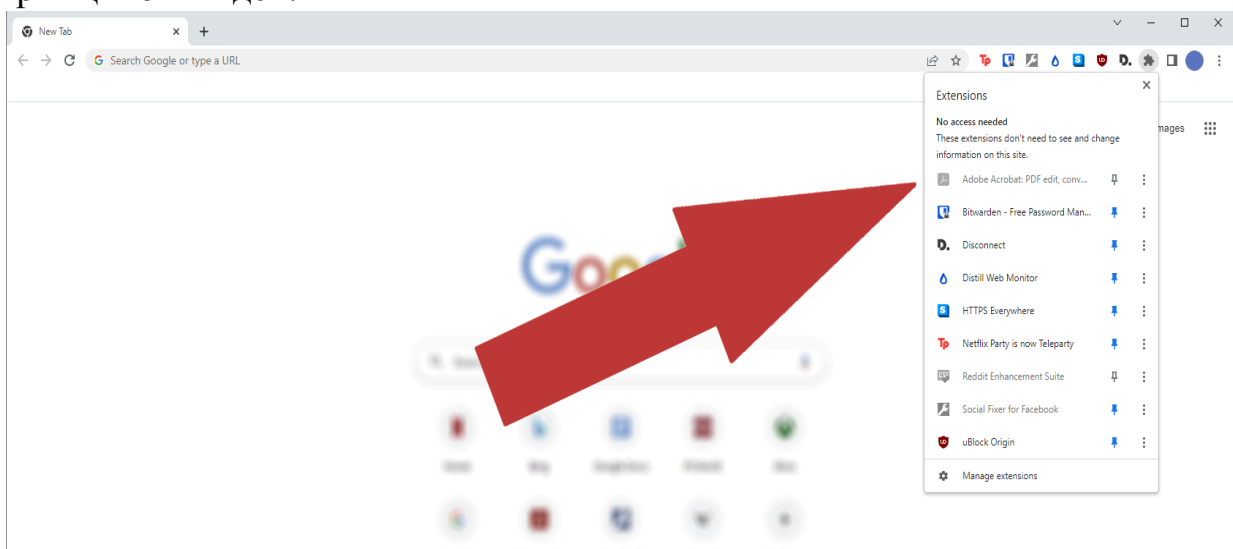 New Tab
Search Google or type a URL
Extensions
No access needed
These extensions don't need to see and change
information on this site.
mages
Adobe Acrobat: PDF edit, conv...
Bitwarden - Free Password Man...
D. Disconnect
Distill Web Monitor
HTTPS Everywhere
Tp Netflix Party is now Teleparty
Reddit Enhancement Suite
Social Fixer for Facebook
uBlock Origin
Manage extensions
Goo